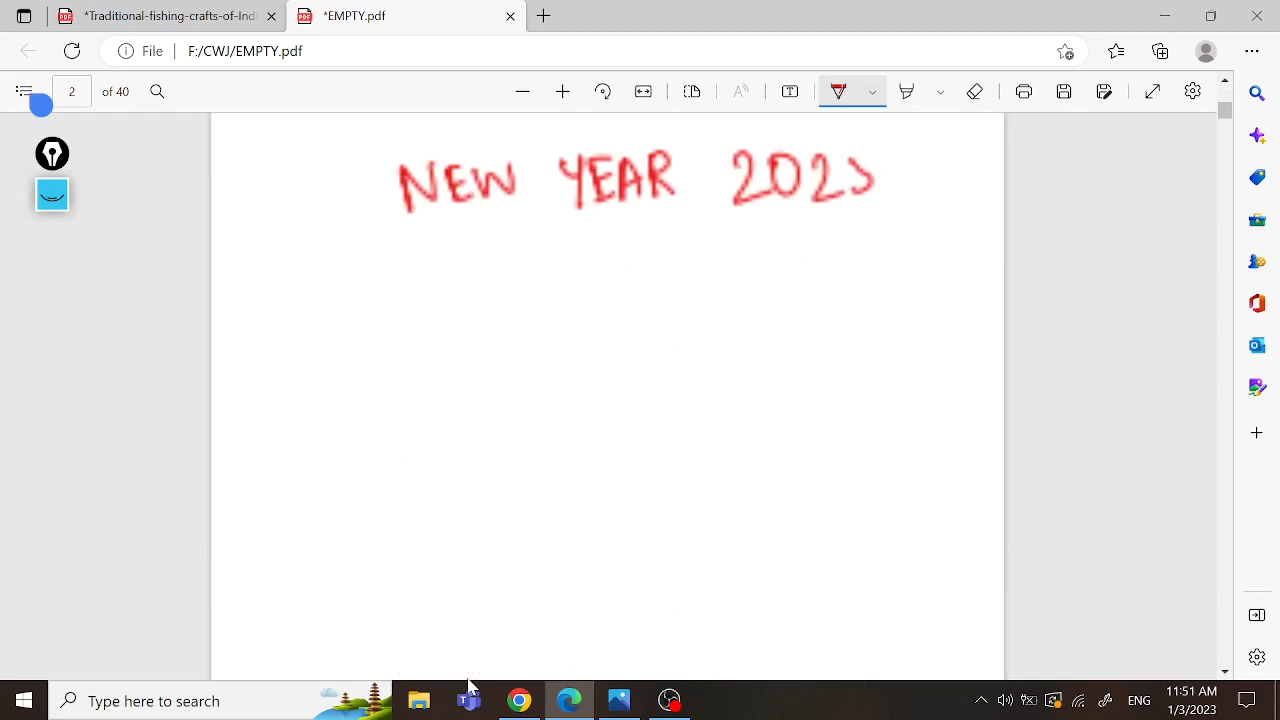 *Traditional-fishing-crafts-of-Indi
*EMPTY.pdf
File
F:/CWJ/EMPTY.pdf
2
of 40
NEW YEAR 2023
Type here to search
ENG
11:51 AM
1/3/2023